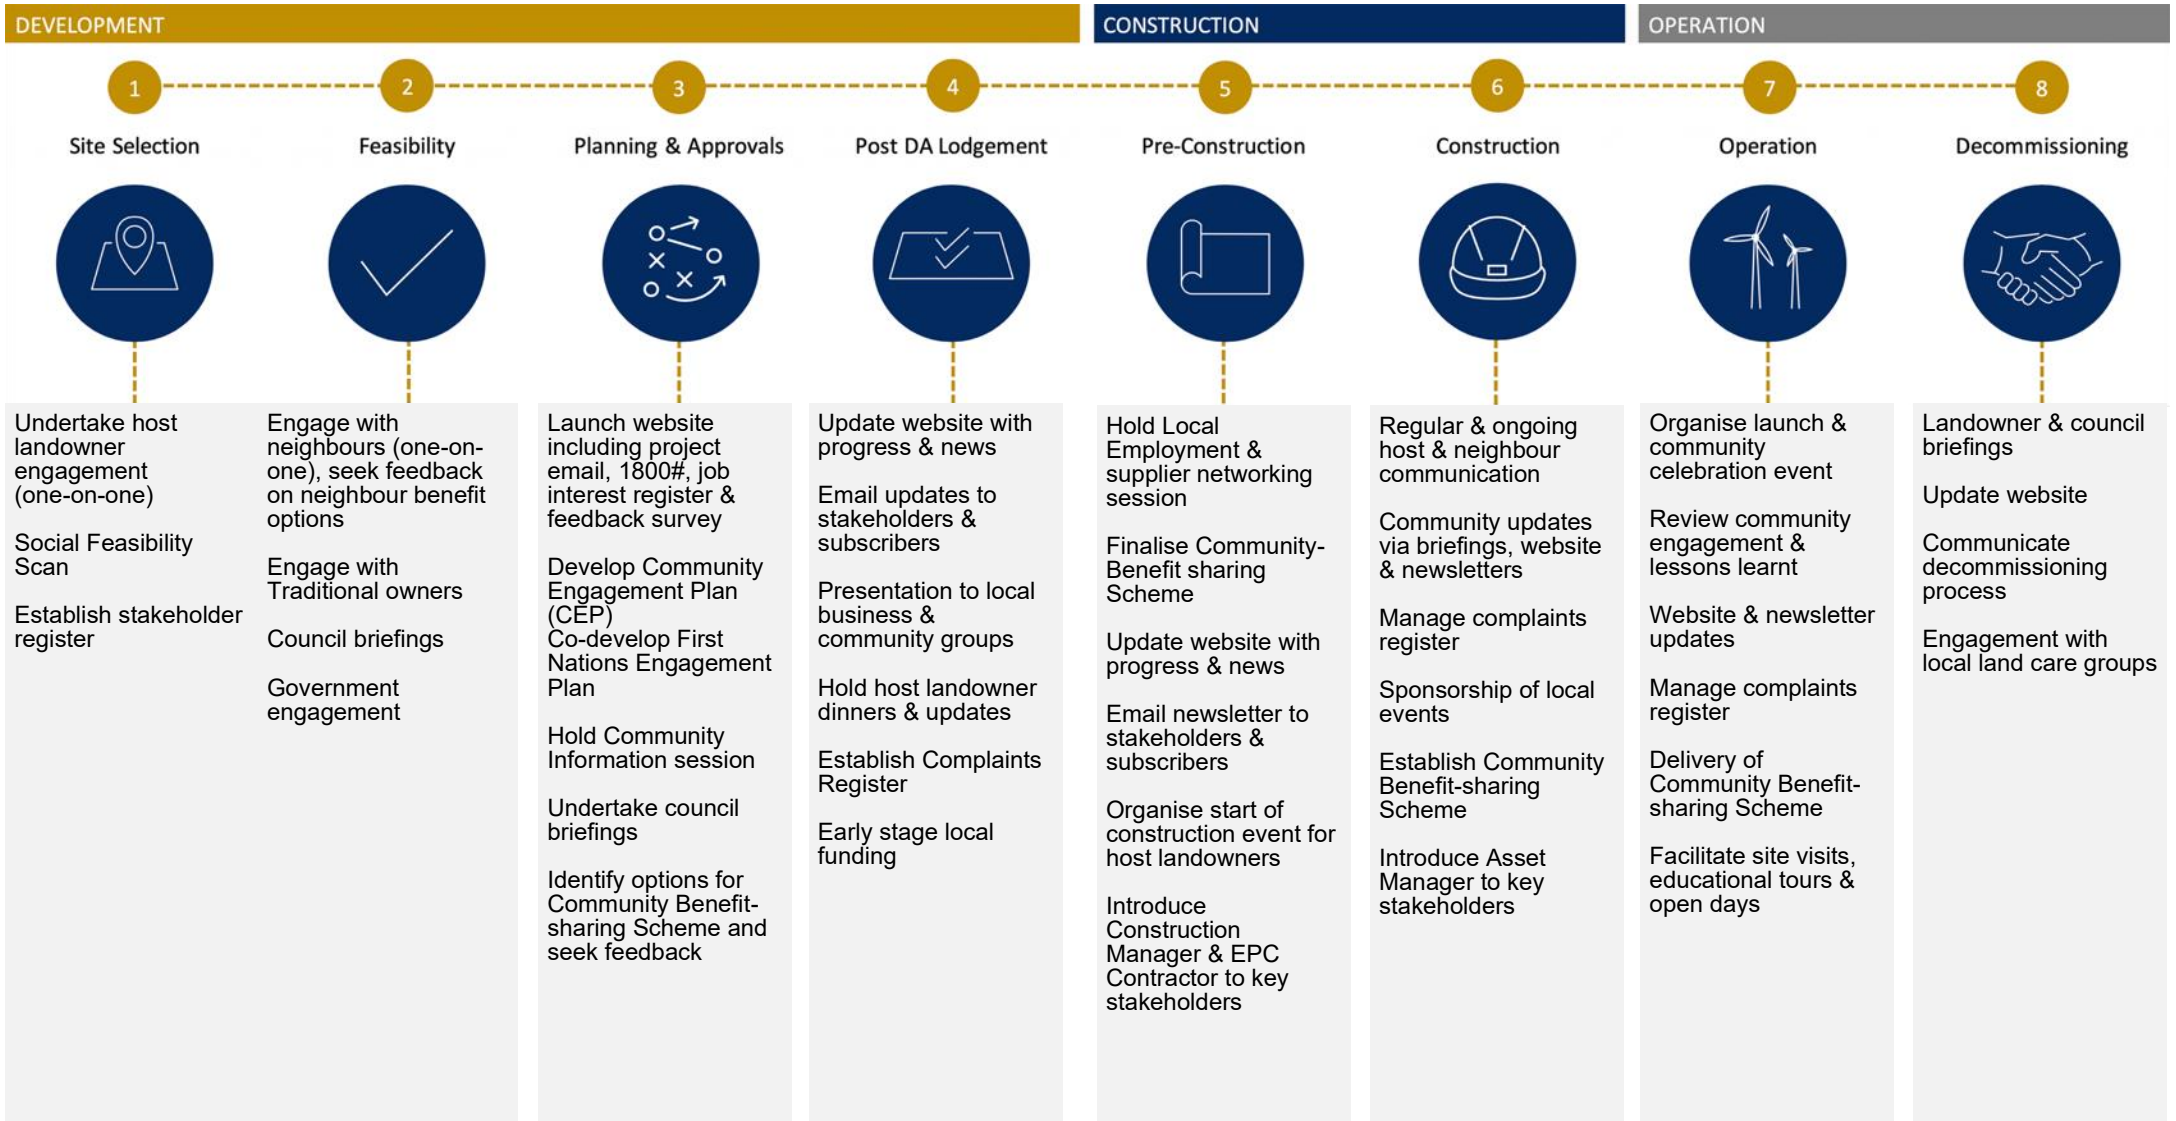 DEVELOPMENT
CONSTRUCTION
OPERATION
1
2
3
4
5
6
7
8
Site Selection
Feasibility
Planning & Approvals
Post DA Lodgement
Pre-Construction
Construction
Operation
Decommissioning
Undertake host
landowner
engagement
(one-on-one)
Social Feasibility
Scan
Establish stakeholder
register
Engage with
neighbours (one-on-
one), seek feedback
on neighbour benefit
options
Engage with
Traditional owners
Council briefings
Government
engagement
Launch website
including project
email, 1800#, job
interest register &
feedback survey
Develop Community
Engagement Plan
(CEP)
Co-develop First
Nations Engagement
Plan
Hold Community
Information session
Undertake council
briefings
Identify options for
Community Benefit-
sharing Scheme and
seek feedback
Update website with
progress & news
Email updates to
stakeholders &
subscribers
Presentation to local
business &
community groups
Hold host landowner
dinners & updates
Establish Complaints
Register
Early stage local
funding
Hold Local
Employment &
supplier networking
session
Finalise Community-
Benefit sharing
Scheme
Update website with
progress & news
Email newsletter to
stakeholders &
subscribers
Organise start of
construction event for
host landowners
Introduce
Construction
Manager & EPC
Contractor to key
stakeholders
Regular & ongoing
host & neighbour
communication
Community updates
via briefings, website
& newsletters
Manage complaints
register
Sponsorship of local
events
Establish Community
Benefit-sharing
Scheme
Introduce Asset
Manager to key
stakeholders
Organise launch &
community
celebration event
Review community
engagement &
lessons learnt
Website & newsletter
updates
Manage complaints
register
Delivery of
Community Benefit-
sharing Scheme
Facilitate site visits,
educational tours &
open days
Landowner & council
briefings
Update website
Communicate
decommissioning
process
Engagement with
local land care groups